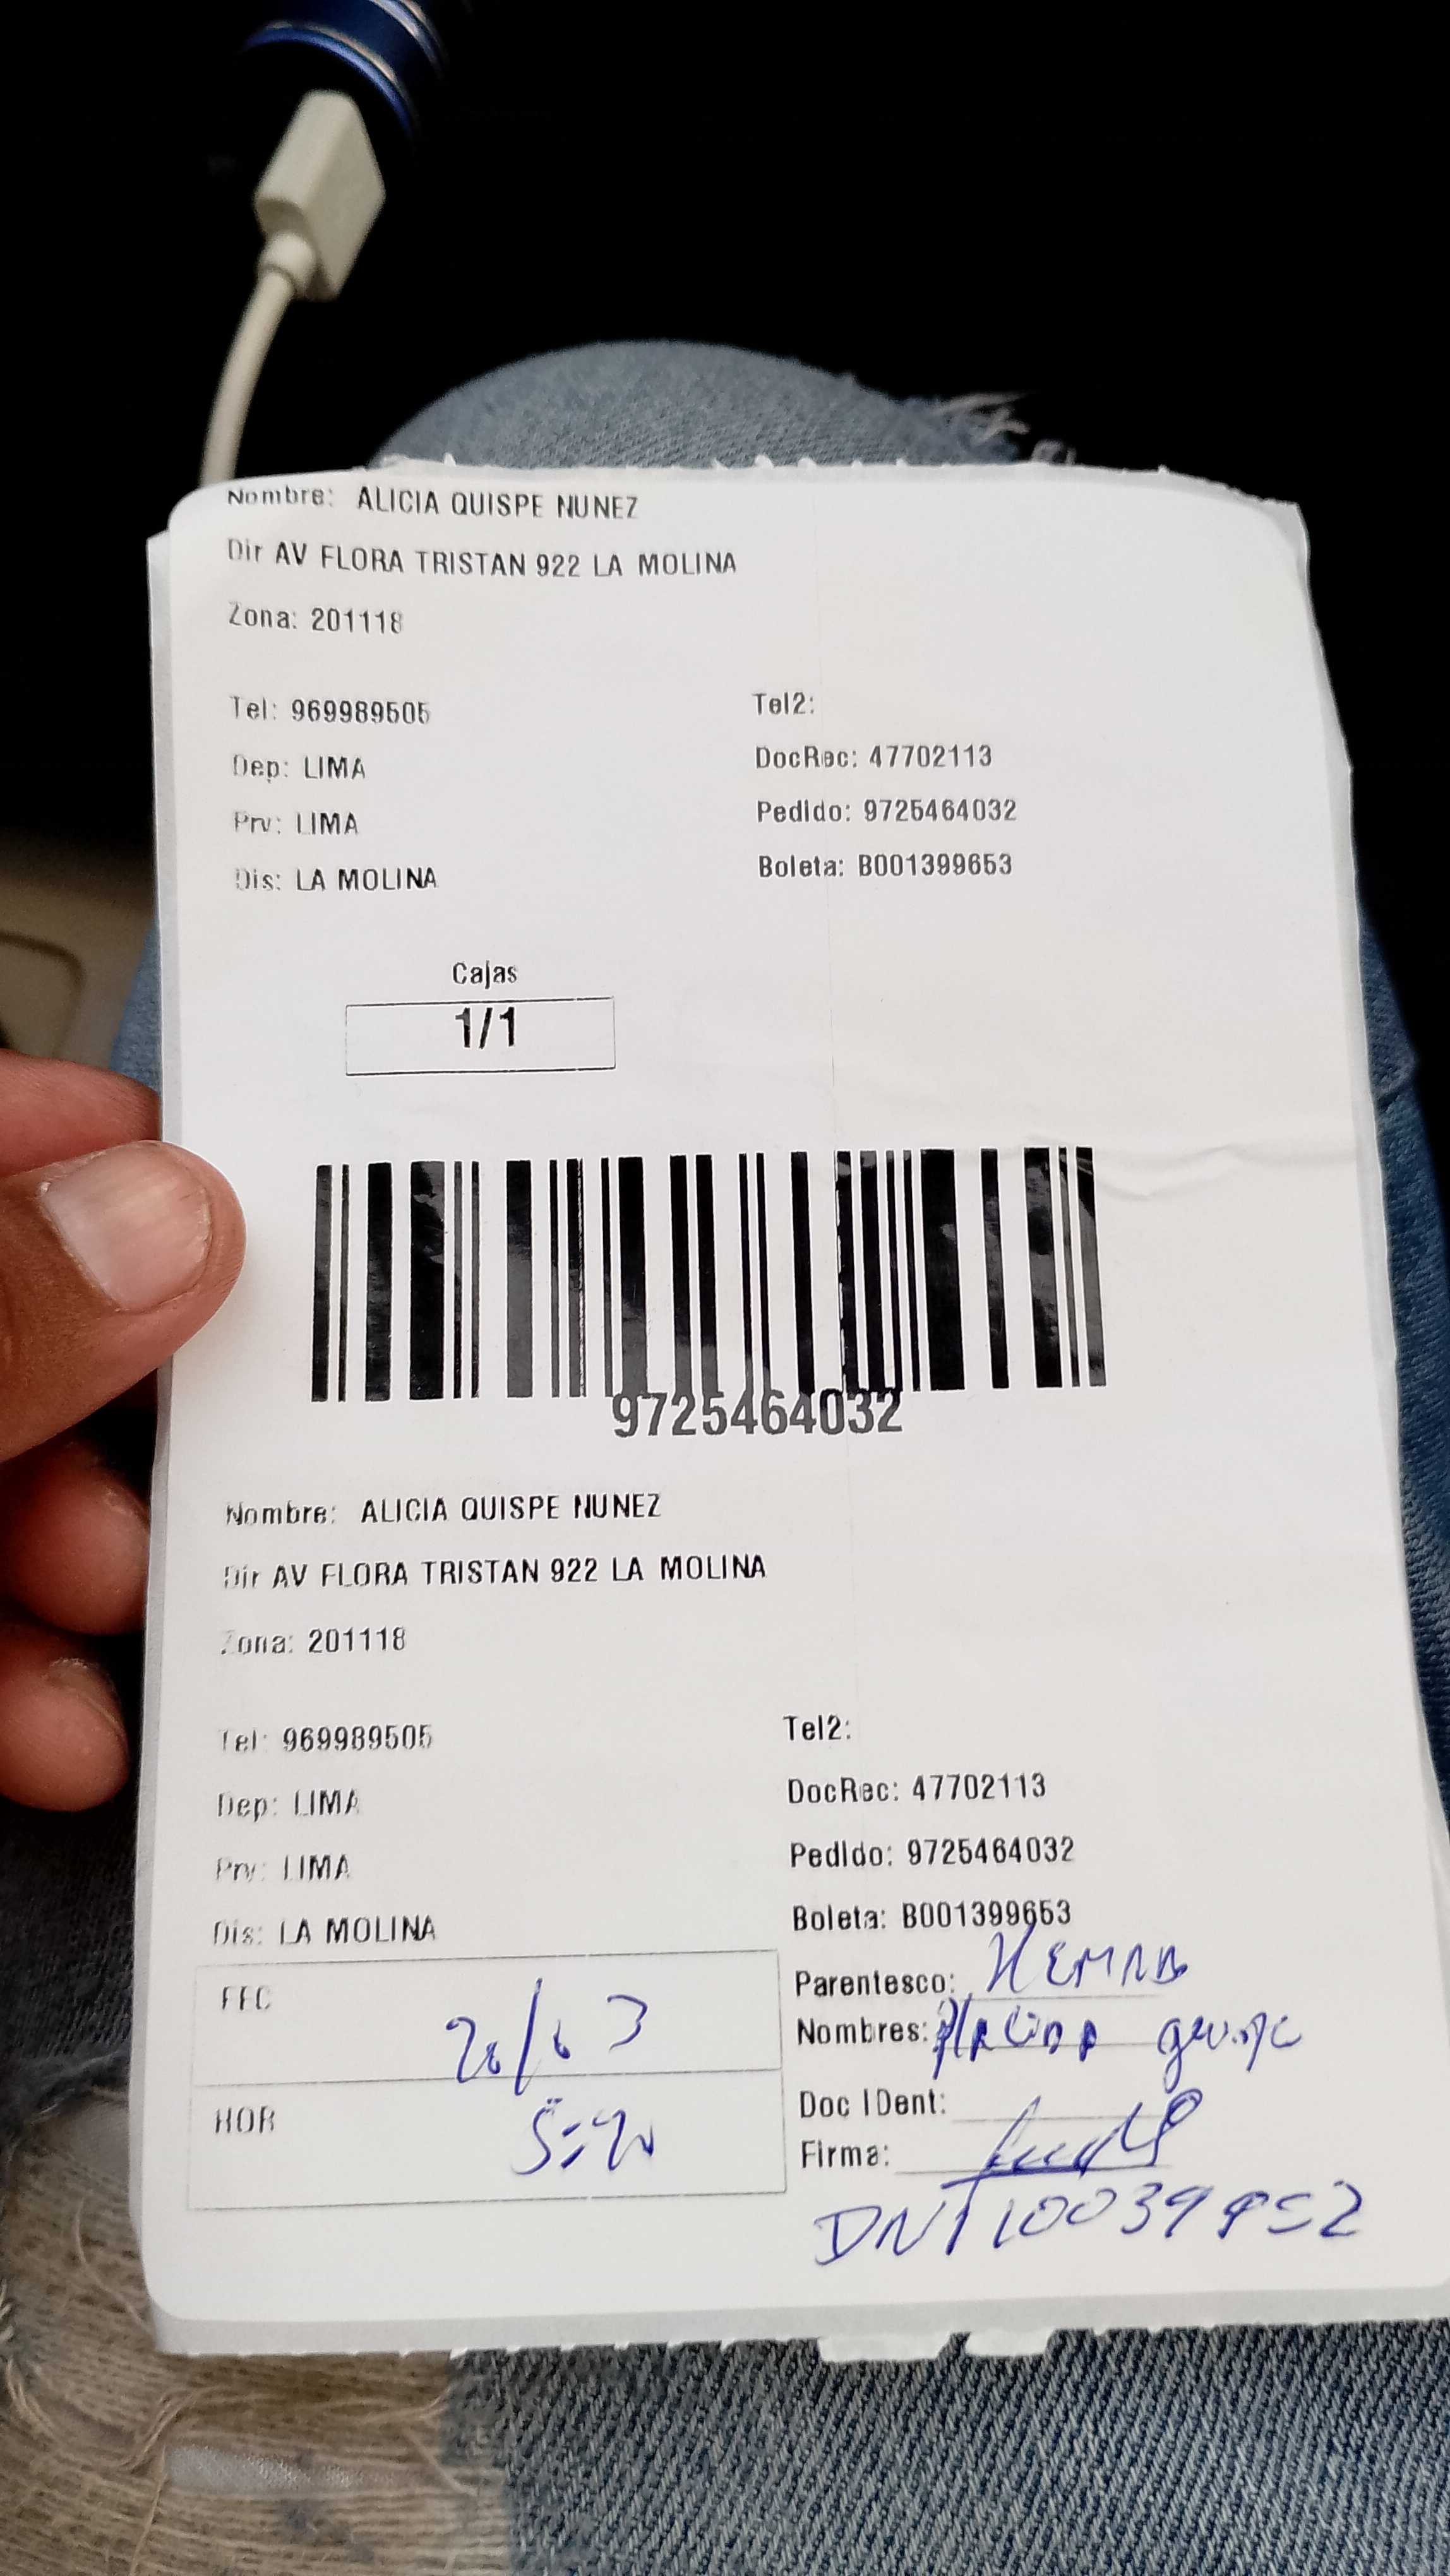 Nombre: ALICIA QUISPE NUNEZ
Dir AV FLORA TRISTAN 922 LA MOLINA
Zona: 201118
Tel: 969989505 Tel2:
Dep: LIMA DocRec: 47702113
Prv: LIMA Pedido: 9725464032
Dis: LA MOLINA Boleta: B001399653
Cajas
1/1
9725464032
Nombre: ALICIA QUISPE NUNEZ
Dir AV FLORA TRISTAN 922 LA MOLINA
Zona: 201118
Tel: 969989505 Tel2:
Dep: LIMA DocRec: 47702113
Prv: LIMA Pedido: 9725464032
Dis: LA MOLINA Boleta: B001399653
FEC Parentesco:
Nombres:
HOR Doc IDent:
Firma:
DNI